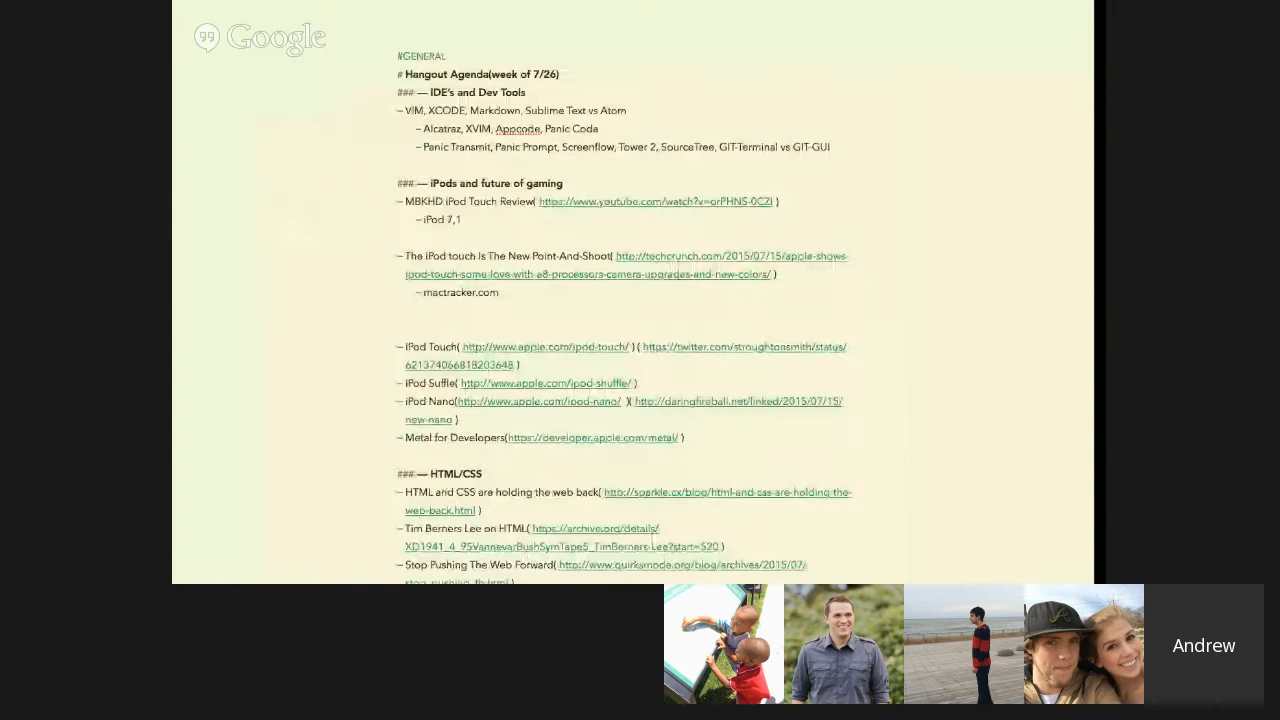 Google
#GENERAL
# Hangout Agenda(week of 7/26)
### — IDE's and Dev Tools
– VIM, XCODE, Markdown, Sublime Text vs Atom
– Alcatraz, XVIM, Appcode, Panic Coda
– Panic Transmit, Panic Prompt, Screenflow, Tower 2, SourceTree, GIT-Terminal vs GIT-GUI
### — iPods and future of gaming
– MBKHD iPod Touch Review( https://www.youtube.com/watch?v=orPHNS-0CZI )
– iPod 7,1
– The iPod touch Is The New Point-And-Shoot( http://techcrunch.com/2015/07/15/apple-shows-
ipod-touch-some-love-with-a8-processors-camera-upgrades-and-new-colors/ )
– mactracker.com
– iPod Touch( http://www.apple.com/ipod-touch/ ) ( https://twitter.com/stroughtonsmith/status/
621374066818203648 )
– iPod Suffle( http://www.apple.com/ipod-shuffle/ )
– iPod Nano(http://www.apple.com/ipod-nano/ )( http://daringfireball.net/linked/2015/07/15/
new-nano )
– Metal for Developers(https://developer.apple.com/metal/ )
### — HTML/CSS
– HTML and CSS are holding the web back( http://sparkle.cx/blog/html-and-css-are-holding-the-
web-back.html )
– Tim Berners Lee on HTML( https://archive.org/details/
XD1941_4_95VannevarBushSymTape5_TimBerners-Lee?start=520 )
– Stop Pushing The Web Forward( http://www.quirksmode.org/blog/archives/2015/07/
stop_pushing_th.html )
Andrew